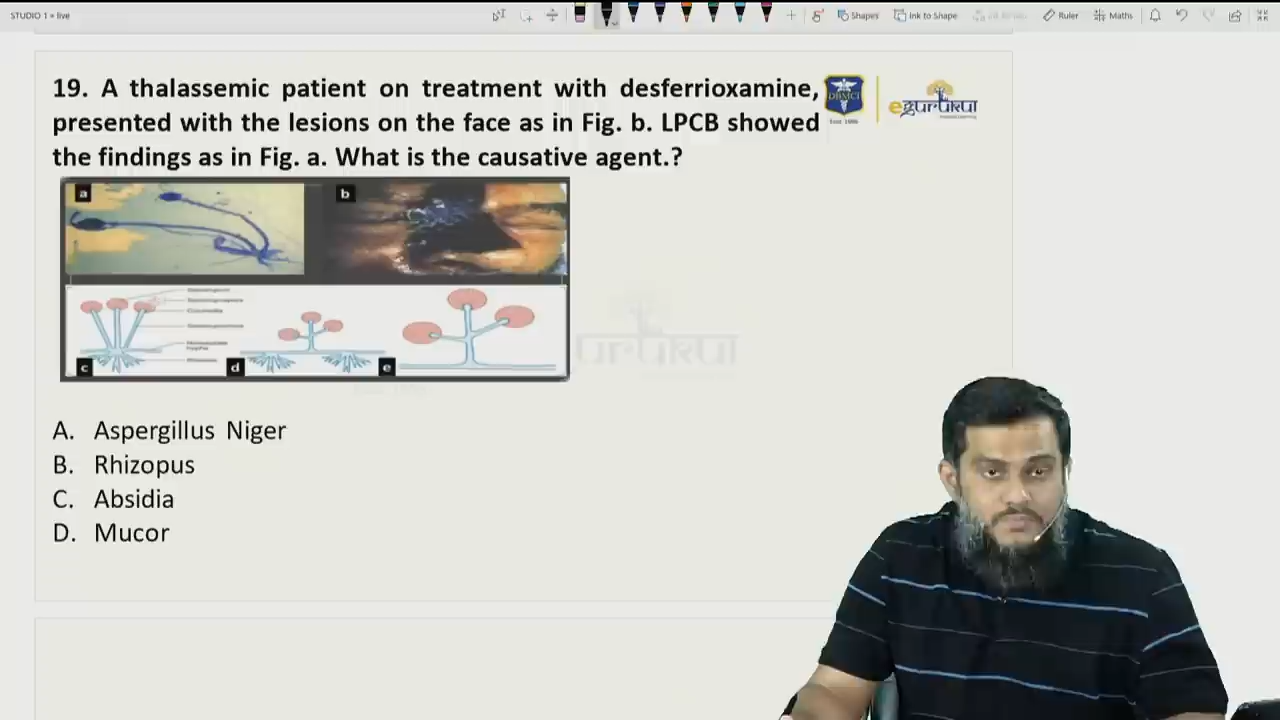 STUDIO 1 • live
Shapes
Ink to Shape
Ruler
Maths
19. A thalassemic patient on treatment with desferrioxamine,
presented with the lesions on the face as in Fig. b. LPCB showed
the findings as in Fig. a. What is the causative agent.?
DBMCI
egurukul
a
b
c
d
e
A. Aspergillus Niger
B. Rhizopus
C. Absidia
D. Mucor